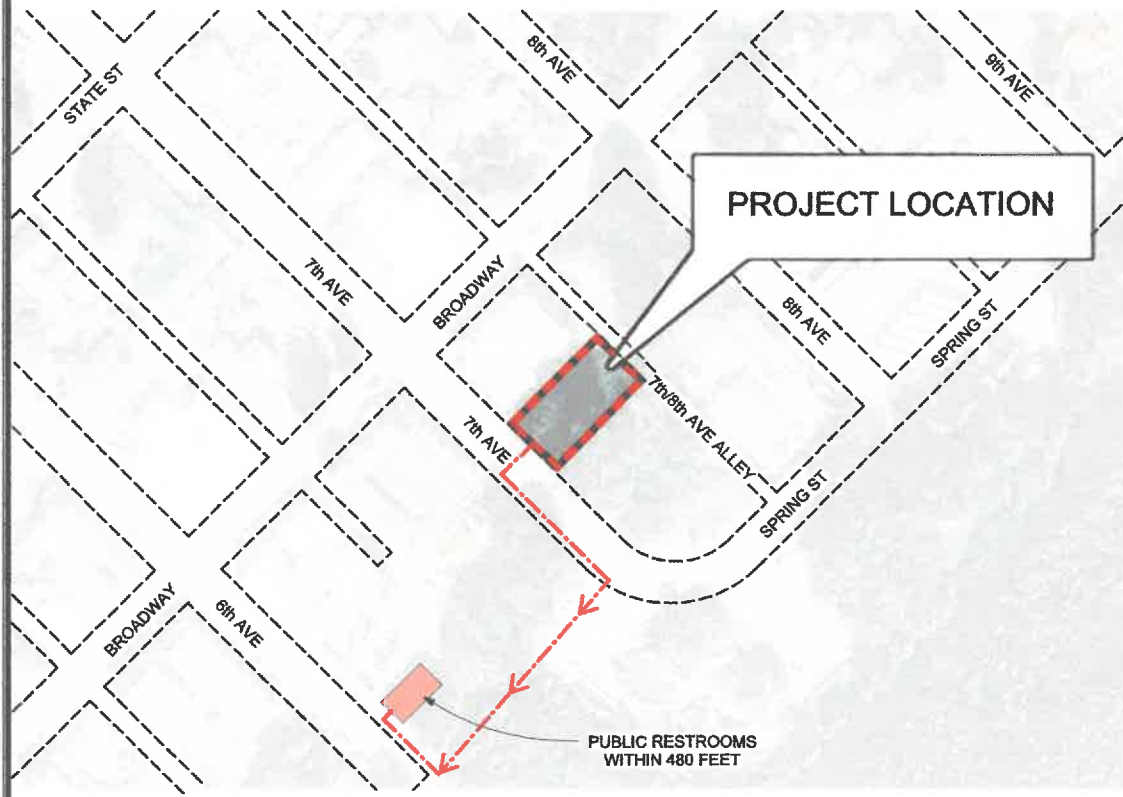 8th AVE
9th AVE
STATE ST
PROJECT LOCATION
7th AVE
BROADWAY
8th AVE
SPRING ST
7th/8th AVE ALLEY
7th AVE
SPRING ST
BROADWAY
6th AVE
PUBLIC RESTROOMS
WITHIN 480 FEET